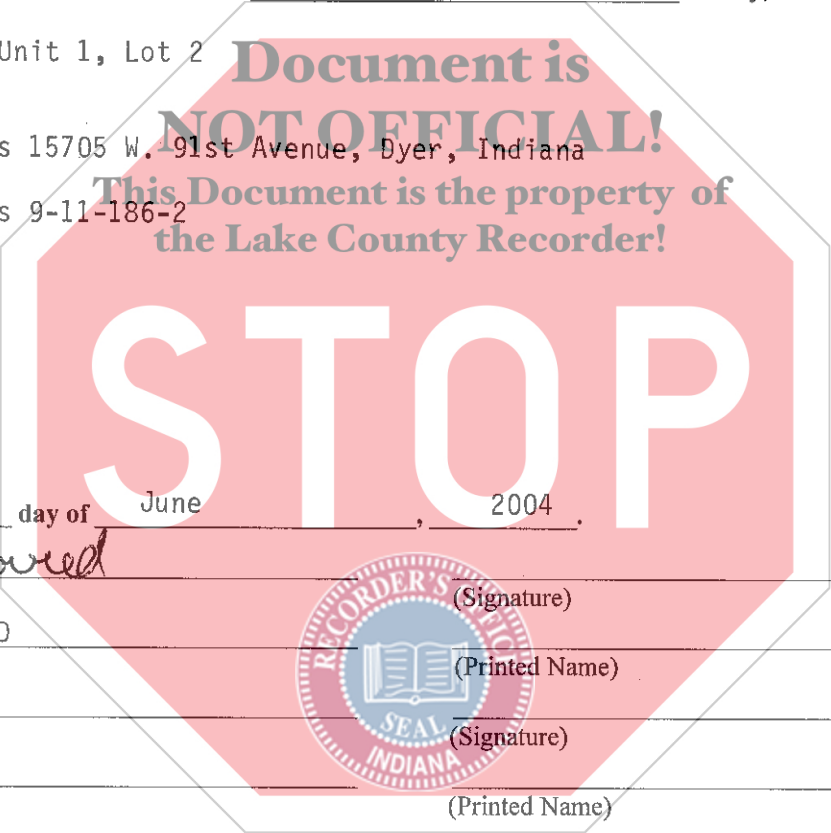 Unit 1, Lot 2
Document is
NOT OFFICIAL!
s 15705 W. 91st Avenue, Dyer, Indiana
This Document is the property of
s 9-11-186-2
the Lake County Recorder!
STOP
day of June , 2004 .
RECORDER'S OFFICE
(Signature)
(Printed Name)
SEAL
(Signature)
INDIANA
(Printed Name)